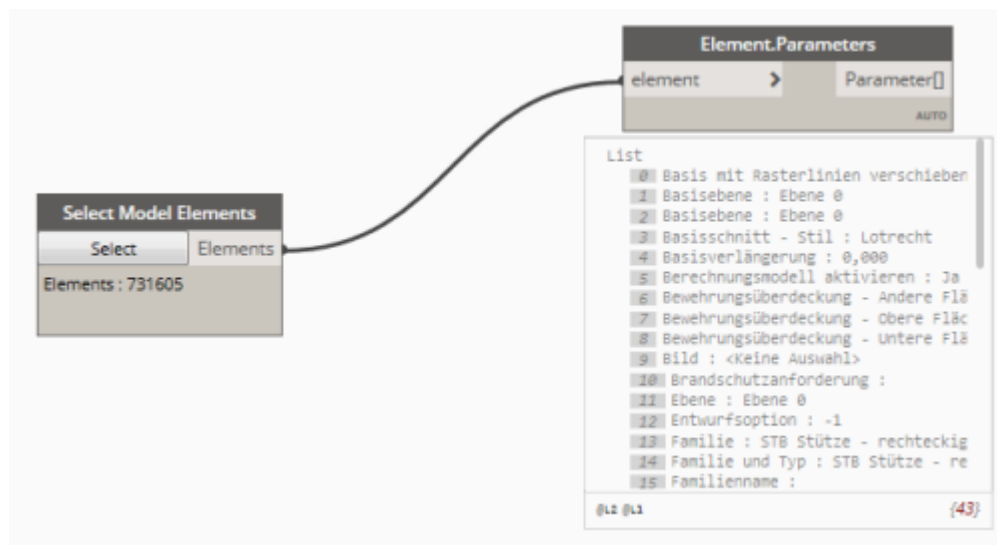 Element.Parameters
element > Parameter[]
AUTO
List
0 Basis mit Rasterlinien verschieben
1 Basisebene : Ebene 0
2 Basisebene : Ebene 0
3 Basisschnitt - Stil : Lotrecht
4 Basisverlängerung : 0,000
5 Berechnungsmodell aktivieren : Ja
6 Bewehrungsüberdeckung - Andere Flä
7 Bewehrungsüberdeckung - Obere Fläc
8 Bewehrungsüberdeckung - Untere Flä
9 Bild : <Keine Auswahl>
10 Brandschutzanforderung :
11 Ebene : Ebene 0
12 Entwurfsoption : -1
13 Familie : STB Stütze - rechteckig
14 Familie und Typ : STB Stütze - re
15 Familienname :
@L2 @L1 {43}
Select Model Elements
Select Elements
Elements : 731605